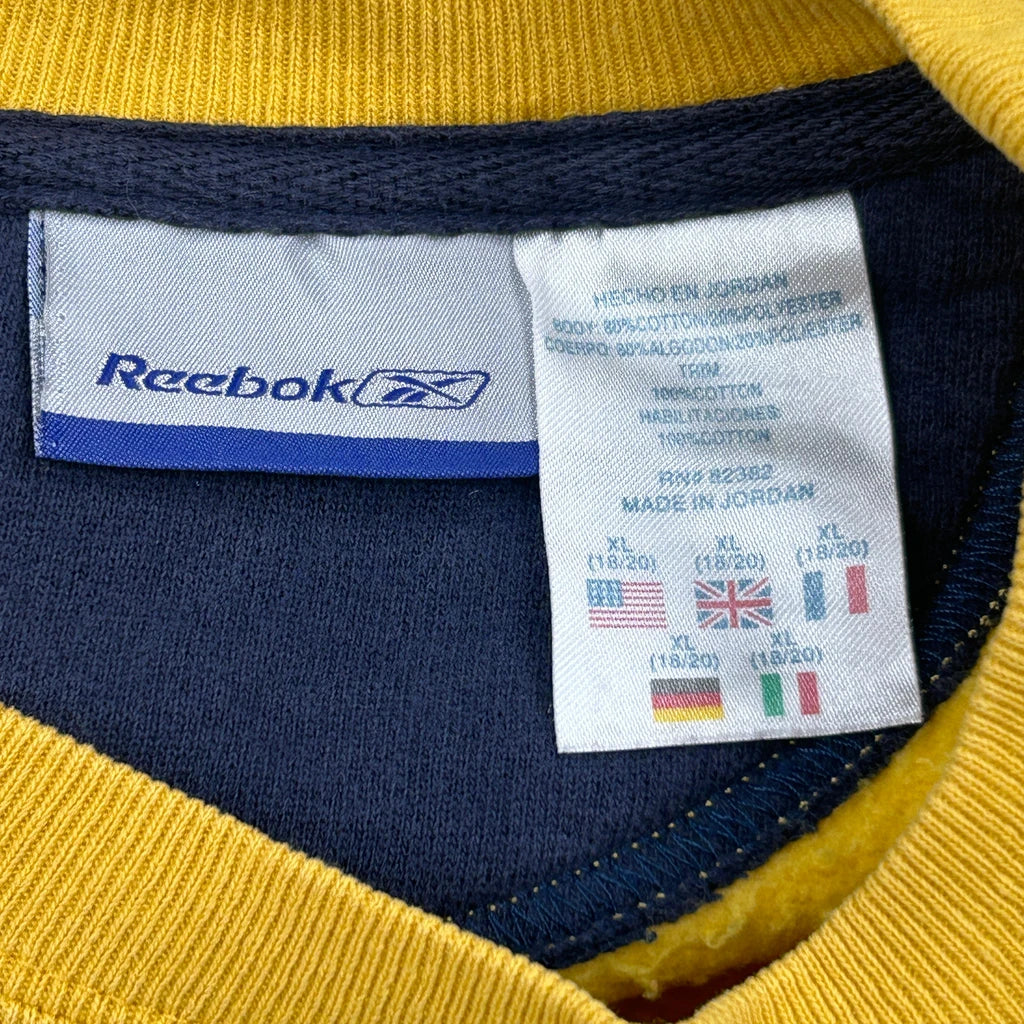 Reebok
HECHO EN JORDAN
BODY: 80%COTTON/20%POLYESTER
CUERPO: 80%ALGODON/20%POLIESTER
TRIM:
100%COTTON
HABILITACIONES:
100%COTTON
RN# 82382
MADE IN JORDAN
XL XL XL
(18/20) (18/20) (18/20)
XL XL
(18/20) (18/20)